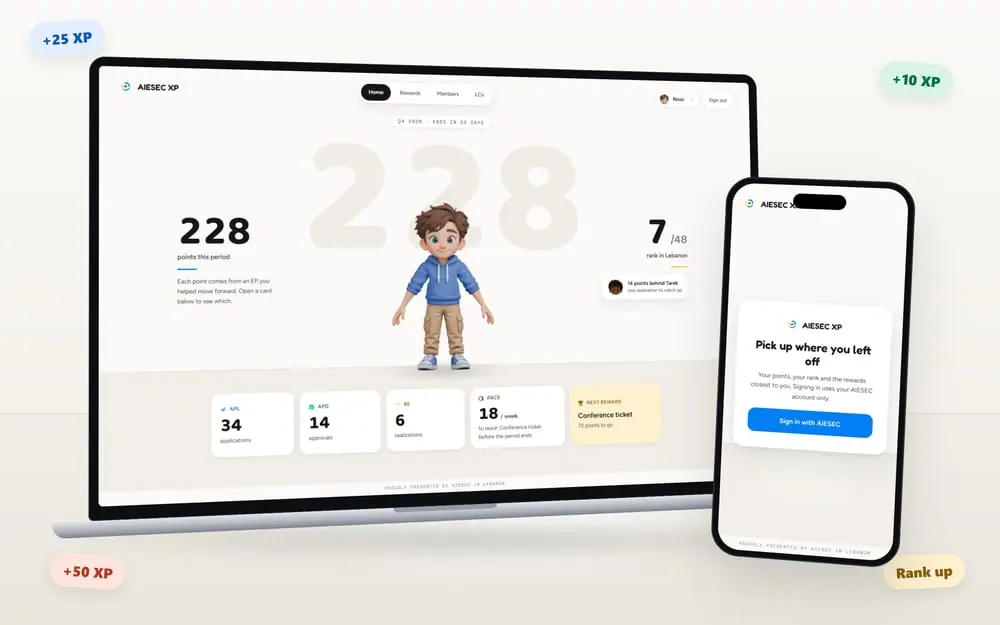 +25 XP
+10 XP
AIESEC XP
Home
Rewards
Members
LCs
Noor
Sign out
228
228
points this period
Each point comes from an EP you
helped move forward. Open a card
below to see which.
7 /48
rank in Lebanon
14 points behind Tarek
one realization to catch up
APL
34
applications
APD
14
approvals
RE
6
realizations
PACE
18 / week
to reach Conference ticket
before the period ends
NEXT REWARD
Conference ticket
72 points to go
PROUDLY PRESENTED BY AIESEC IN LEBANON
AIESEC X
AIESEC XP
Pick up where you left
off
Your points, your rank and the rewards
closest to you. Signing in uses your AIESEC
account only.
Sign in with AIESEC
PROUDLY PRESENTED BY AIESEC IN LEBANON
+50 XP
Rank up